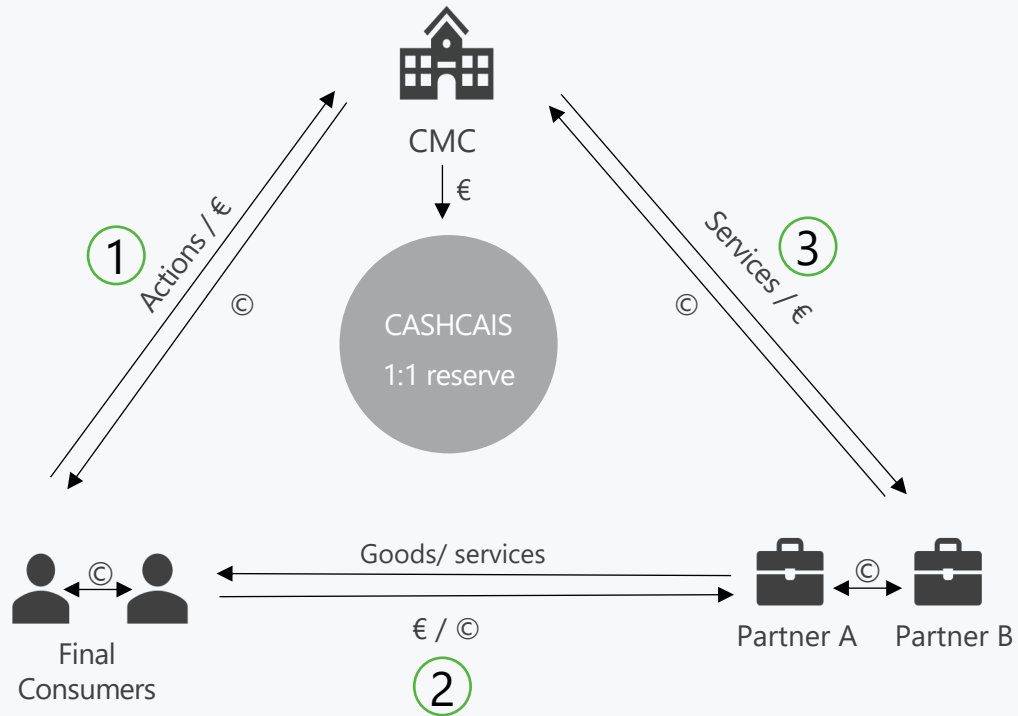 CMC
€
1
Actions / €
©
Services / €
3
©
CASHCAIS
1:1 reserve
Goods/ services
©
©
€ / ©
Final
Consumers
Partner A
Partner B
2